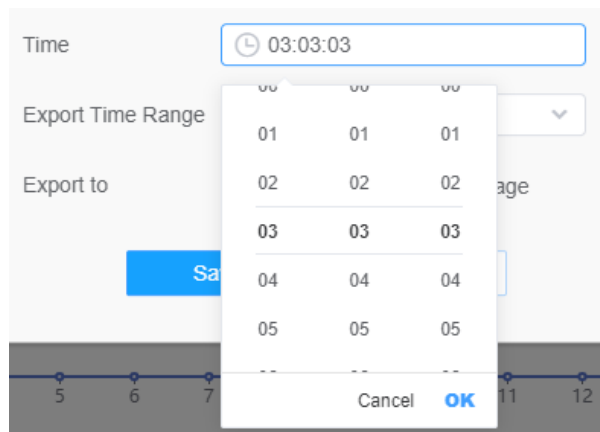 Time 03:03:03
Export Time Range
01 01 01
Export to
02 02 02 age
03 03 03
Sa
04 04 04
05 05 05
Cancel OK
5 6 7 11 12